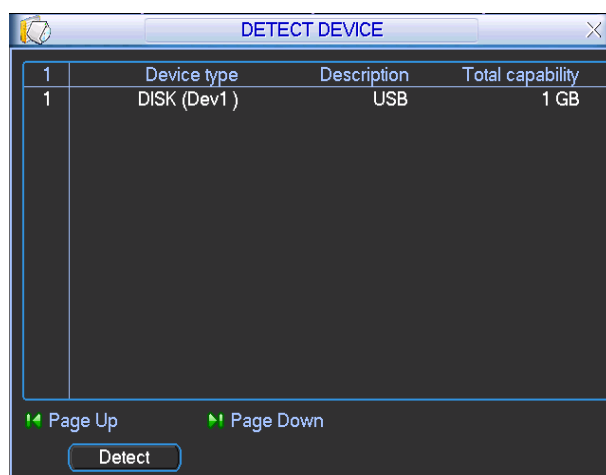 DETECT DEVICE
1 Device type Description Total capability
1 DISK (Dev1 ) USB 1 GB
Page Up Page Down
Detect